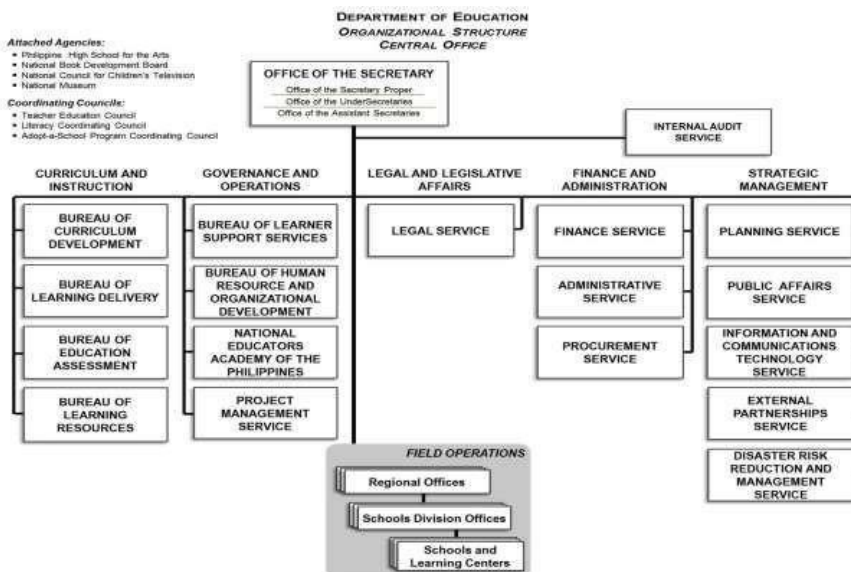 DEPARTMENT OF EDUCATION
ORGANIZATIONAL STRUCTURE
CENTRAL OFFICE
Attached Agencies:
▪ Philippine High School for the Arts
▪ National Book Development Board
▪ National Council for Children's Television
▪ National Museum
Coordinating Councils:
▪ Teacher Education Council
▪ Literacy Coordinating Council
▪ Adopt-a-School Program Coordinating Council
OFFICE OF THE SECRETARY
Office of the Secretary Proper
Office of the UnderSecretaries
Office of the Assistant Secretaries
INTERNAL AUDIT
SERVICE
CURRICULUM AND
INSTRUCTION
BUREAU OF
CURRICULUM
DEVELOPMENT
BUREAU OF
LEARNING DELIVERY
BUREAU OF
EDUCATION
ASSESSMENT
BUREAU OF
LEARNING
RESOURCES
GOVERNANCE AND
OPERATIONS
BUREAU OF LEARNER
SUPPORT SERVICES
BUREAU OF HUMAN
RESOURCE AND
ORGANIZATIONAL
DEVELOPMENT
NATIONAL
EDUCATORS
ACADEMY OF THE
PHILIPPINES
PROJECT
MANAGEMENT
SERVICE
LEGAL AND LEGISLATIVE
AFFAIRS
LEGAL SERVICE
FINANCE AND
ADMINISTRATION
FINANCE SERVICE
ADMINISTRATIVE
SERVICE
PROCUREMENT
SERVICE
STRATEGIC
MANAGEMENT
PLANNING SERVICE
PUBLIC AFFAIRS
SERVICE
INFORMATION AND
COMMUNICATIONS
TECHNOLOGY
SERVICE
EXTERNAL
PARTNERSHIPS
SERVICE
DISASTER RISK
REDUCTION AND
MANAGEMENT
SERVICE
FIELD OPERATIONS
Regional Offices
Schools Division Offices
Schools and
Learning Centers